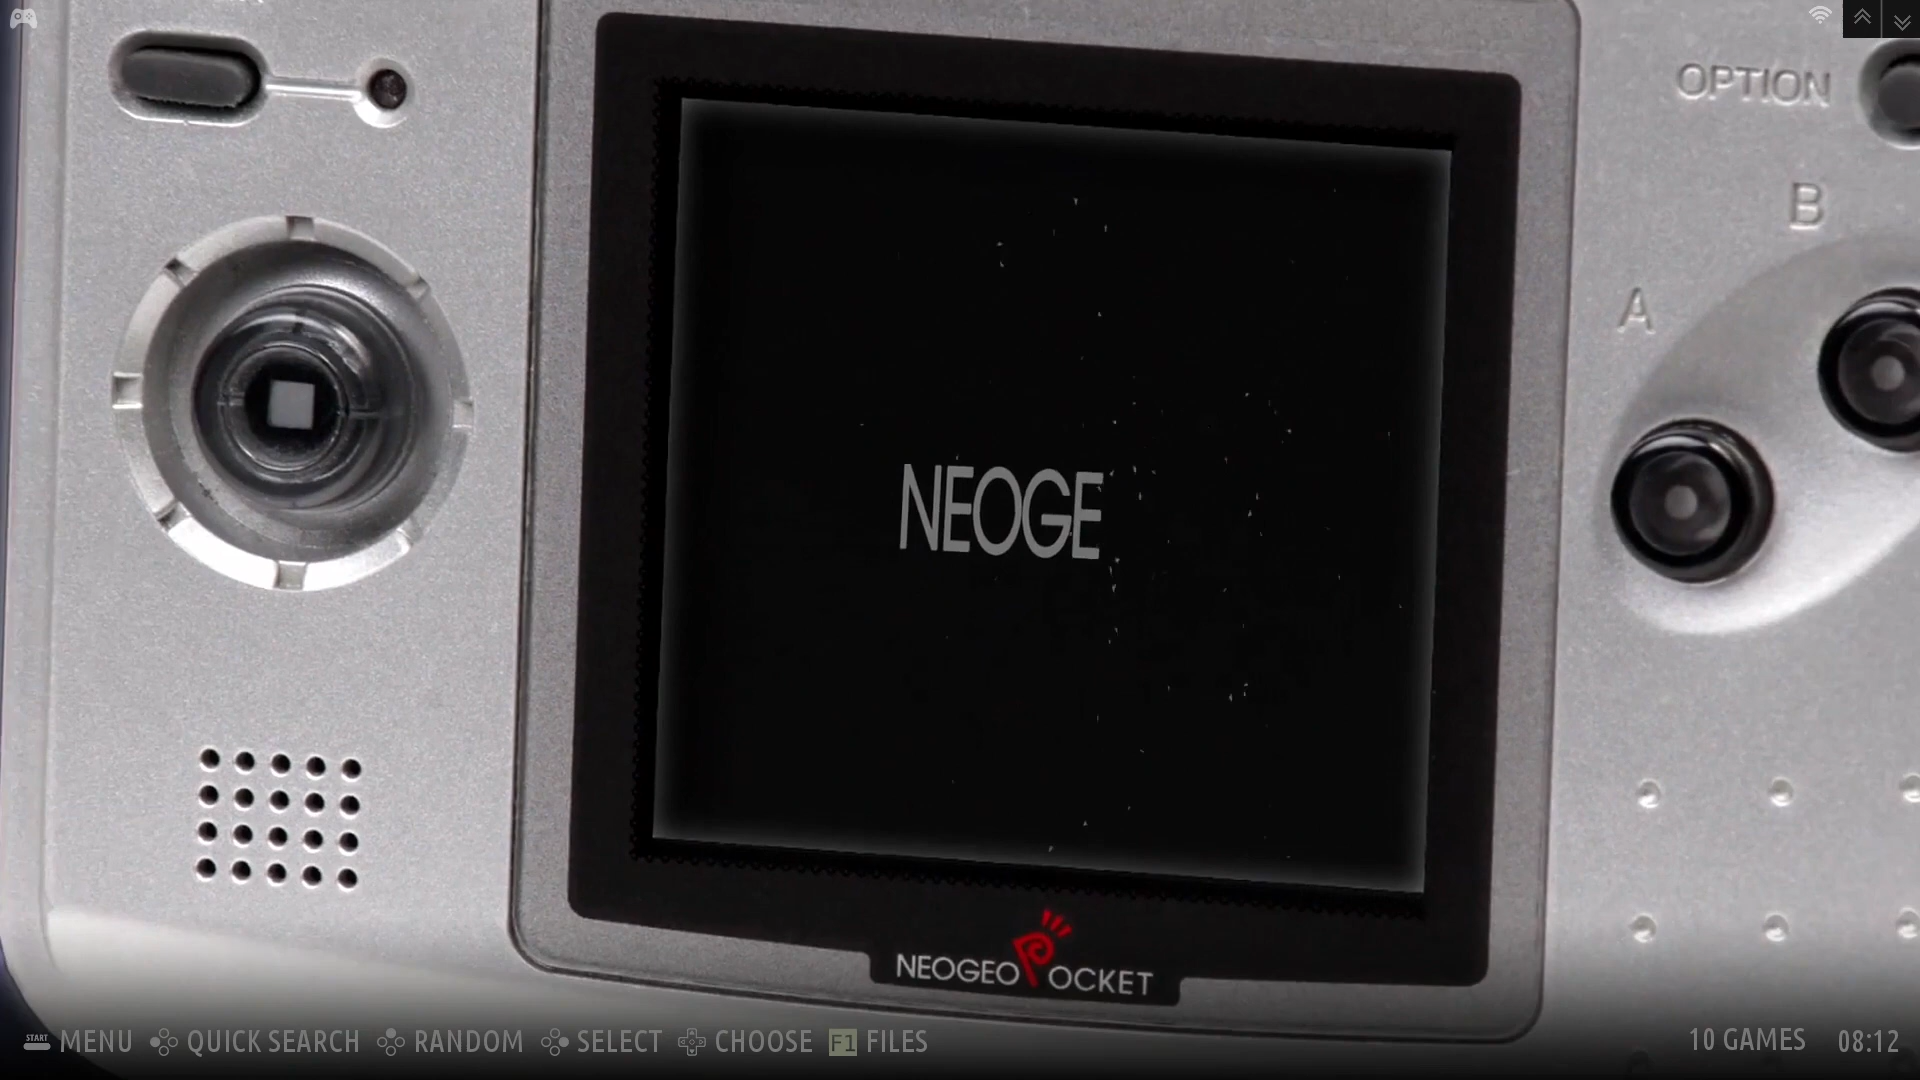 OPTION
B
A
NEOGE
NEOGEO POCKET
START MENU QUICK SEARCH RANDOM SELECT CHOOSE F1 FILES
10 GAMES 08:12